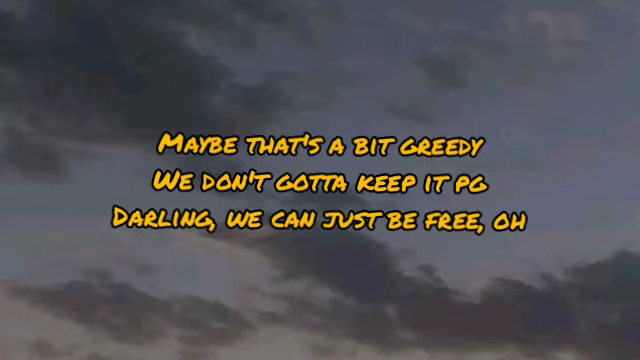 Maybe that's a bit greedy
We don't gotta keep it pg
Darling, we can just be free, oh